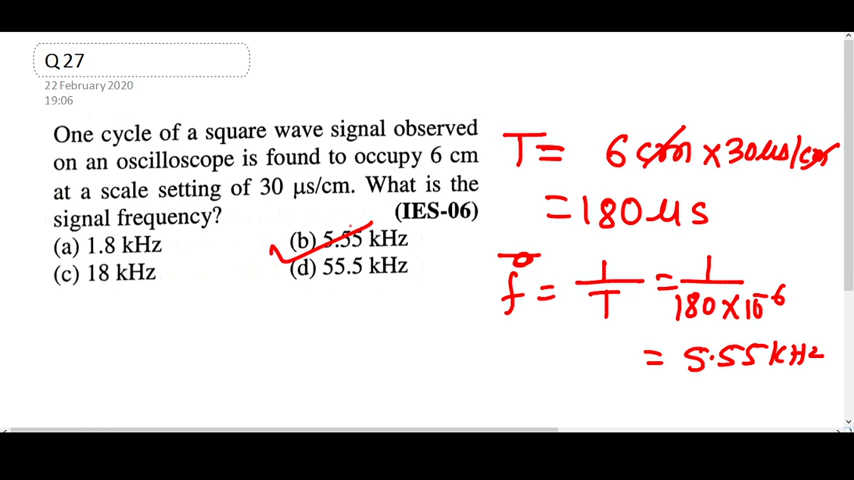 Q 27
22 February 2020
19:06
One cycle of a square wave signal observed
on an oscilloscope is found to occupy 6 cm
at a scale setting of 30 μs/cm. What is the
signal frequency? (IES-06)
(a) 1.8 kHz (b) 5.55 kHz
(c) 18 kHz (d) 55.5 kHz
T = 6 cm × 30 μs/cm
= 180 μs
f = 1/T = 1/180×10⁻⁶
= 5.55 kHz